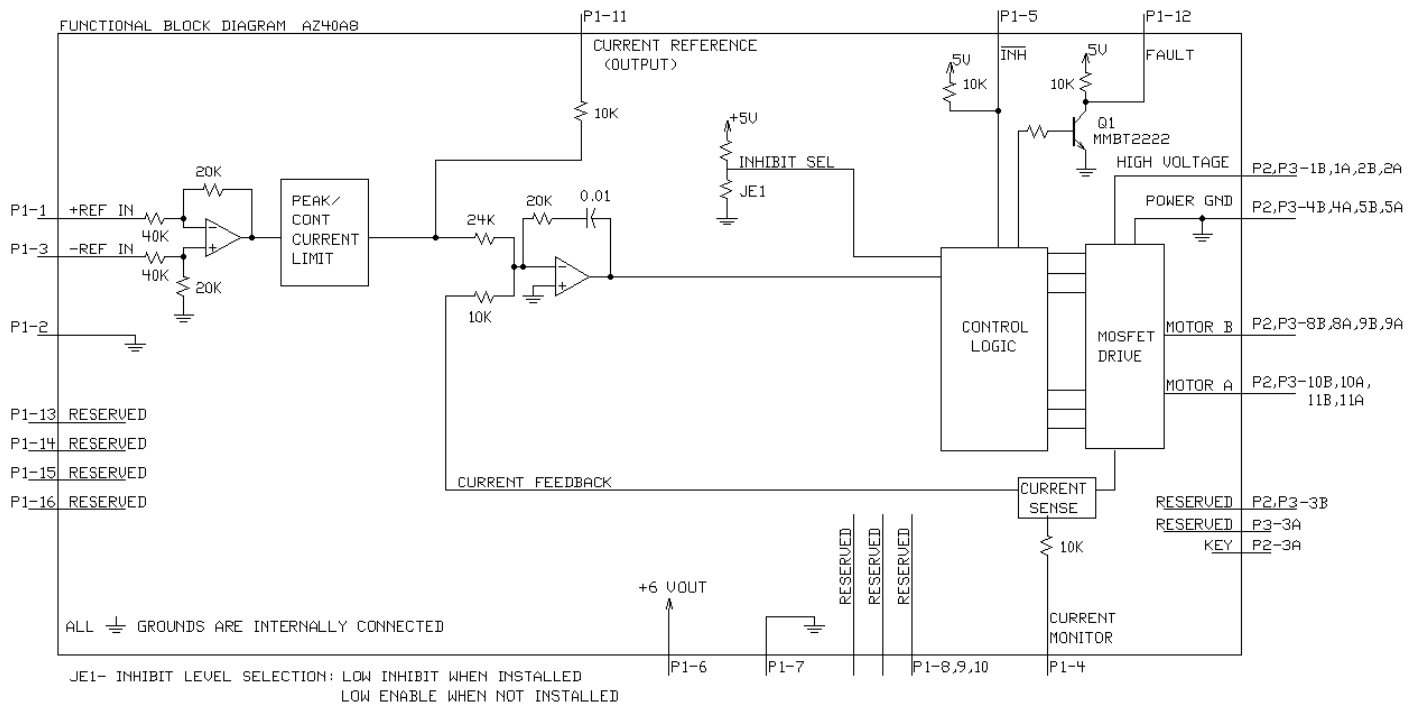 FUNCTIONAL BLOCK DIAGRAM AZ40A8
P1-11
P1-5
P1-12
CURRENT REFERENCE
(OUTPUT)
10K
5V
10K
INH
5V
10K
FAULT
Q1
MMBT2222
+5V
INHIBIT SEL
JE1
HIGH VOLTAGE
P2,P3-1B,1A,2B,2A
POWER GND
P2,P3-4B,4A,5B,5A
20K
P1-1
+REF IN
40K
P1-3
-REF IN
40K
20K
PEAK/
CONT
CURRENT
LIMIT
24K
20K
0.01
10K
P1-2
CONTROL
LOGIC
MOSFET
DRIVE
MOTOR B
P2,P3-8B,8A,9B,9A
MOTOR A
P2,P3-10B,10A,
11B,11A
P1-13 RESERVED
P1-14 RESERVED
P1-15 RESERVED
P1-16 RESERVED
CURRENT FEEDBACK
CURRENT
SENSE
10K
RESERVED
P2,P3-3B
RESERVED
P3-3A
KEY
P2-3A
RESERVED
RESERVED
RESERVED
+6 VOUT
CURRENT
MONITOR
ALL GROUNDS ARE INTERNALLY CONNECTED
P1-6
P1-7
P1-8,9,10
P1-4
JE1- INHIBIT LEVEL SELECTION: LOW INHIBIT WHEN INSTALLED
LOW ENABLE WHEN NOT INSTALLED